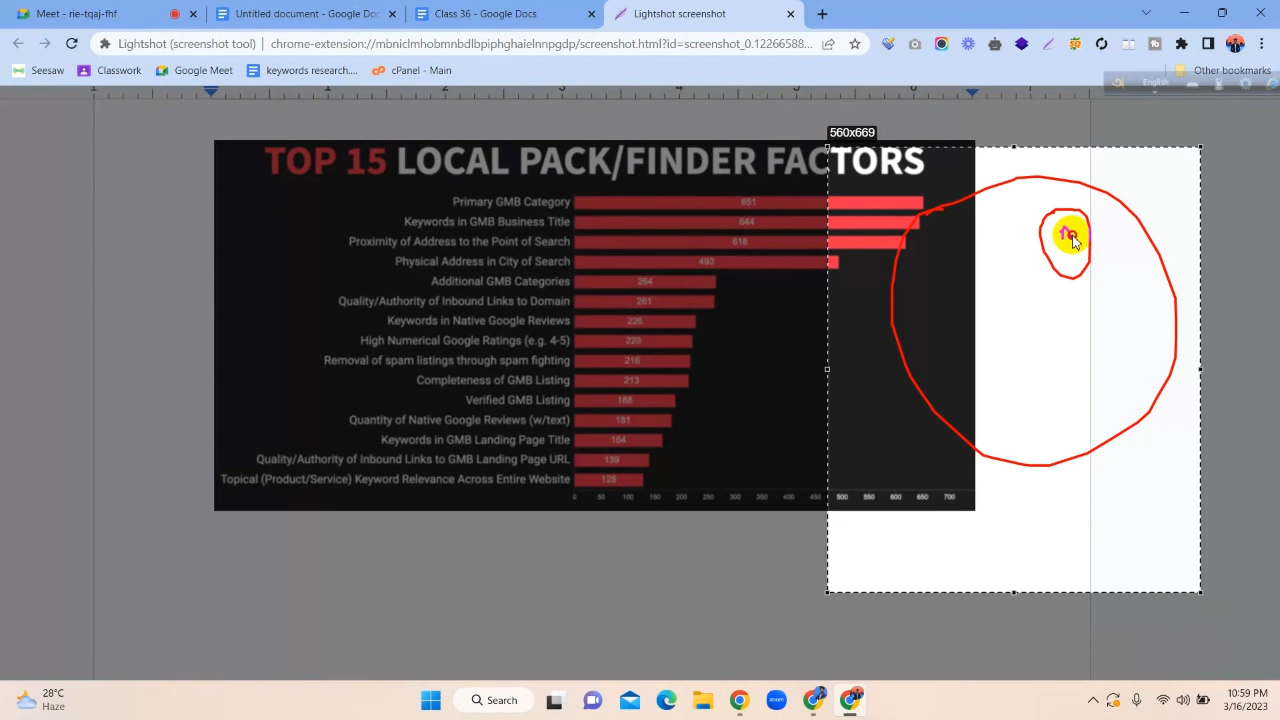 Meet - rie-tqaj-fhf
Untitled document - Google Doc
Class 36 - Google Docs
Lightshot screenshot
Lightshot (screenshot tool) | chrome-extension://mbniclmhobmnbdlbpiphghaielnnpgdp/screenshot.html?id=screenshot_0.12266588...
Seesaw
Classwork
Google Meet
keywords research....
cPanel - Main
Other bookmarks
English
560x669
TOP 15 LOCAL PACK/FINDER FACTORS
Primary GMB Category 651
Keywords in GMB Business Title 644
Proximity of Address to the Point of Search 618
Physical Address in City of Search 493
Additional GMB Categories 264
Quality/Authority of Inbound Links to Domain 261
Keywords in Native Google Reviews 226
High Numerical Google Ratings (e.g. 4-5) 220
Removal of spam listings through spam fighting 216
Completeness of GMB Listing 213
Verified GMB Listing 188
Quantity of Native Google Reviews (w/text) 181
Keywords in GMB Landing Page Title 164
Quality/Authority of Inbound Links to GMB Landing Page URL 139
Topical (Product/Service) Keyword Relevance Across Entire Website 128
0 50 100 150 200 250 300 350 400 450 500 550 600 650 700
28°C
Haze
Search
zoom
10:59 PM
3/16/2023